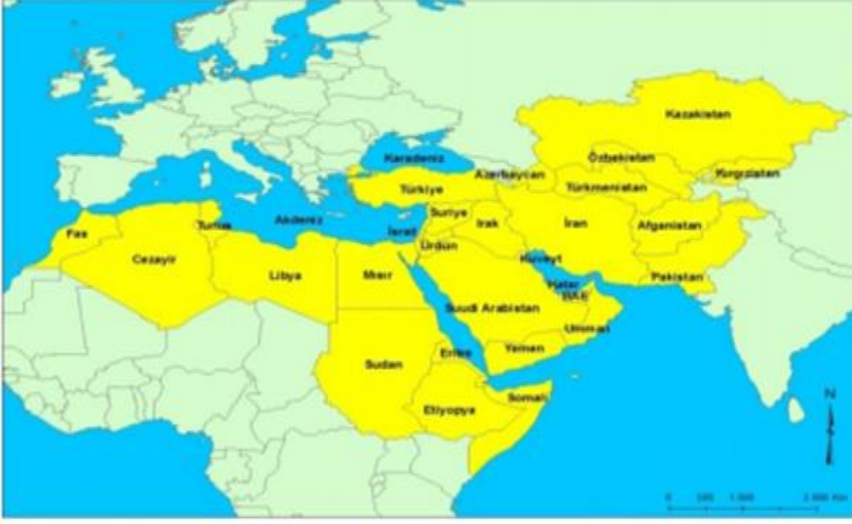 Kazakistan
Özbekistan
Kırgızistan
Karadeniz
Azerbaycan
Türkmenistan
Türkiye
Suriye
Irak
İran
Afganistan
Tunus
Akdeniz
Fas
İsrail
Ürdün
Cezayir
Kuveyt
Libya
Mısır
Pakistan
Katar
BAE
Suudi Arabistan
Umman
Yemen
Eritre
Sudan
Somali
Etiyopya
N
0 500 1.000 2.000 Km